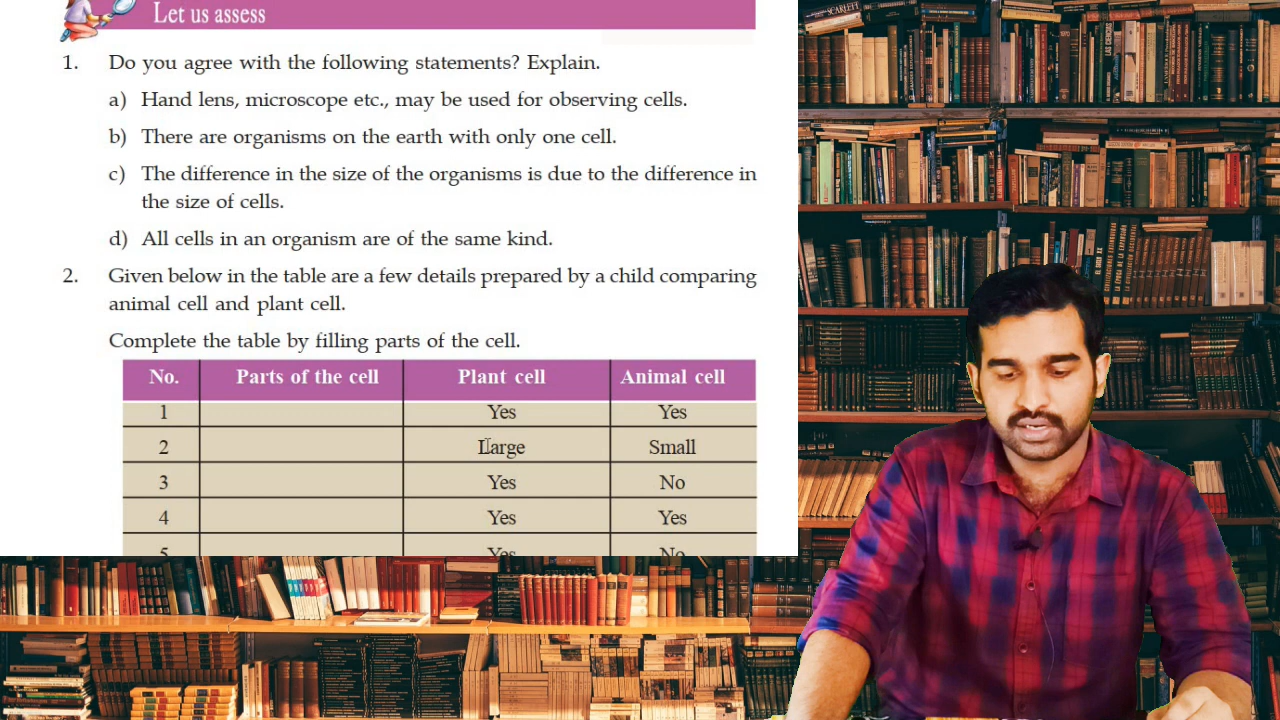 Let us assess
1. Do you agree with the following statements? Explain.
a) Hand lens, microscope etc., may be used for observing cells.
b) There are organisms on the earth with only one cell.
c) The difference in the size of the organisms is due to the difference in
the size of cells.
d) All cells in an organism are of the same kind.
2. Given below in the table are a few details prepared by a child comparing
animal cell and plant cell.
Complete the table by filling parts of the cell.
No. Parts of the cell Plant cell Animal cell
1 Yes Yes
2 Large Small
3 Yes No
4 Yes Yes
5 Yes No
SCARLETT